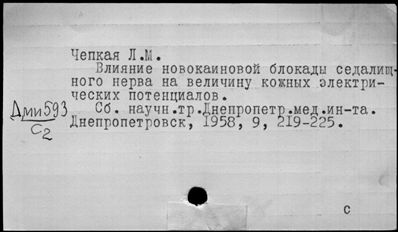 Чепкая Л.М.
Влияние новокаиновой блокады седалищ-
ного нерва на величину кожных электри-
ческих потенциалов.
Дми593
С2
Сб. научн.тр.Днепропетр.мед.ин-та.
Днепропетровск, 1958, 9, 219-225.
с